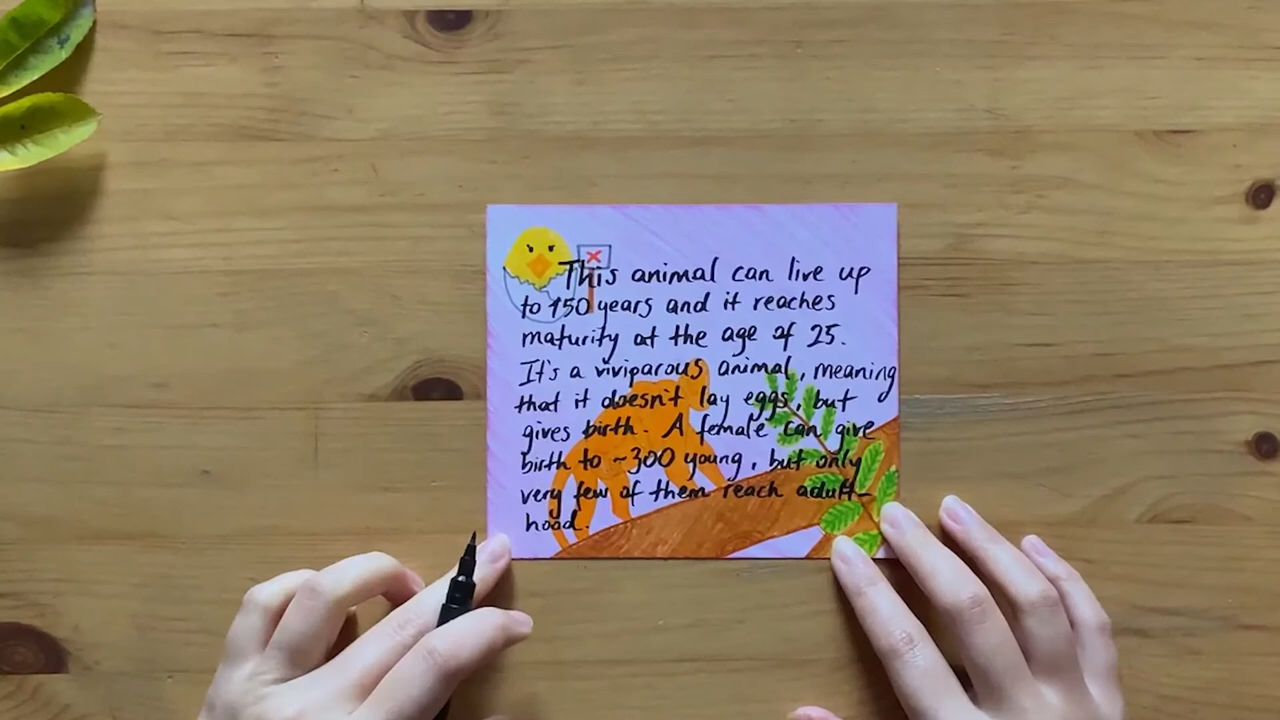 This animal can live up
to 150 years and it reaches
maturity at the age of 25.
It's a viviparous animal, meaning
that it doesn't lay eggs, but
gives birth. A female can give
birth to ~300 young, but only
very few of them reach adult-
hood.